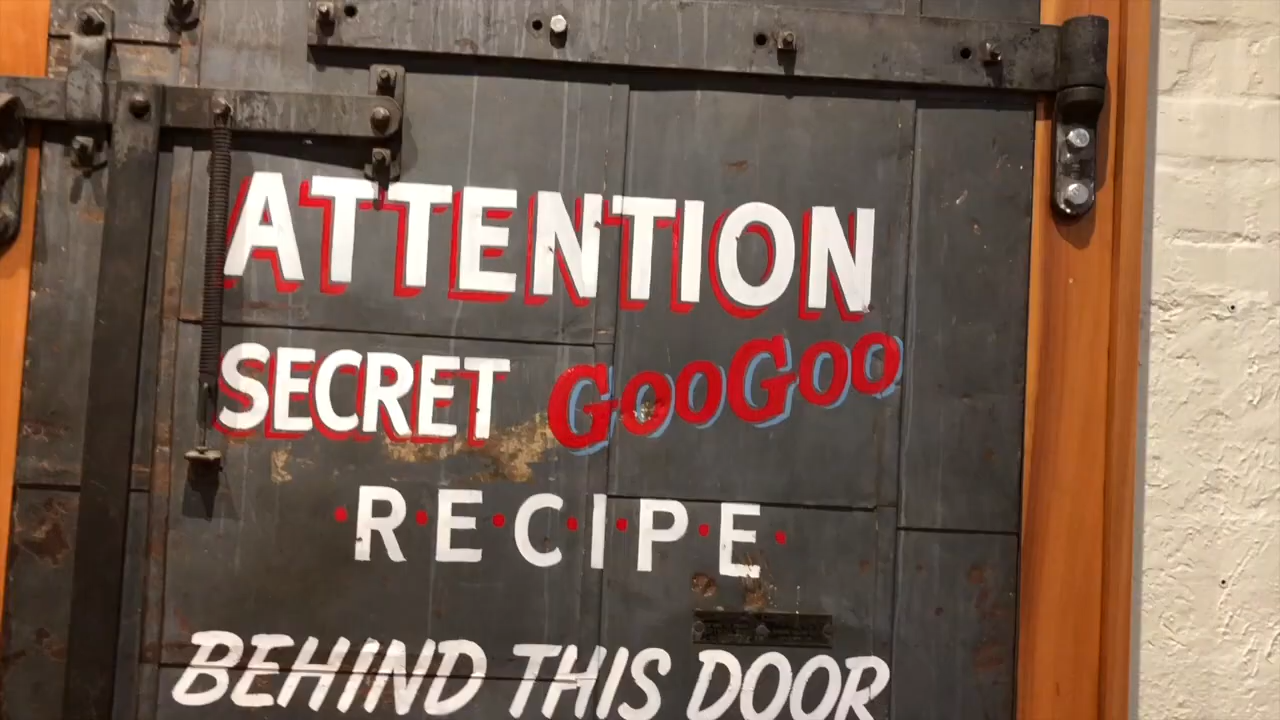 ATTENTION
SECRET GooGoo
R·E·C·I·P·E
BEHIND THIS DOOR